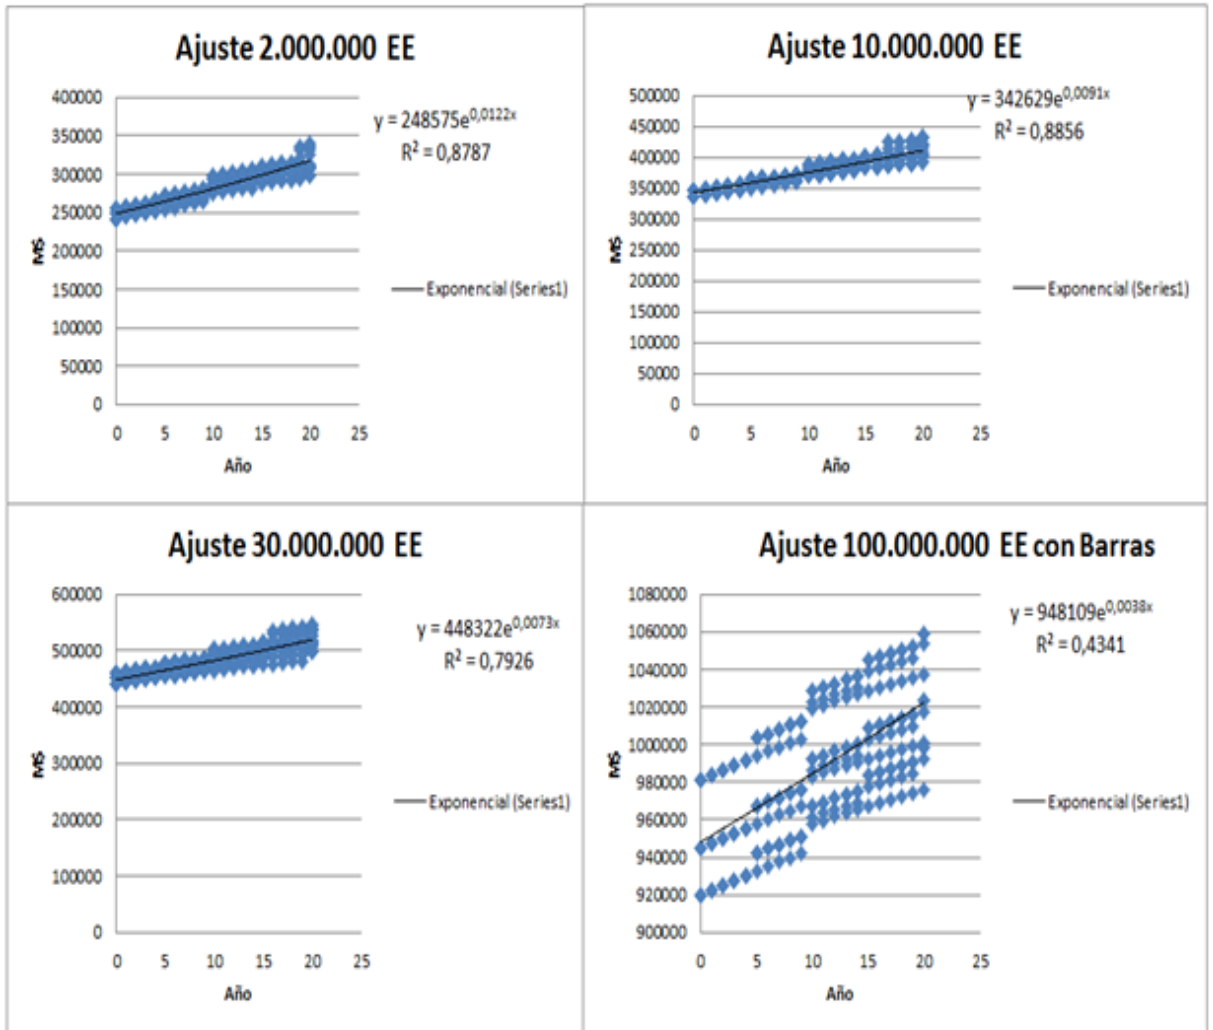 Ajuste 2.000.000 EE
400000
350000
300000
250000
200000
150000
100000
50000
0
M$
0 5 10 15 20 25
Año
y = 248575e^0,0122x
R² = 0,8787
Exponencial (Series1)
Ajuste 10.000.000 EE
500000
450000
400000
350000
300000
250000
200000
150000
100000
50000
0
M$
0 5 10 15 20 25
Año
y = 342629e^0,0091x
R² = 0,8856
Exponencial (Series1)
Ajuste 30.000.000 EE
600000
500000
400000
300000
200000
100000
0
M$
0 5 10 15 20 25
Año
y = 448322e^0,0073x
R² = 0,7926
Exponencial (Series1)
Ajuste 100.000.000 EE con Barras
1080000
1060000
1040000
1020000
1000000
980000
960000
940000
920000
900000
M$
0 5 10 15 20 25
Año
y = 948109e^0,0038x
R² = 0,4341
Exponencial (Series1)